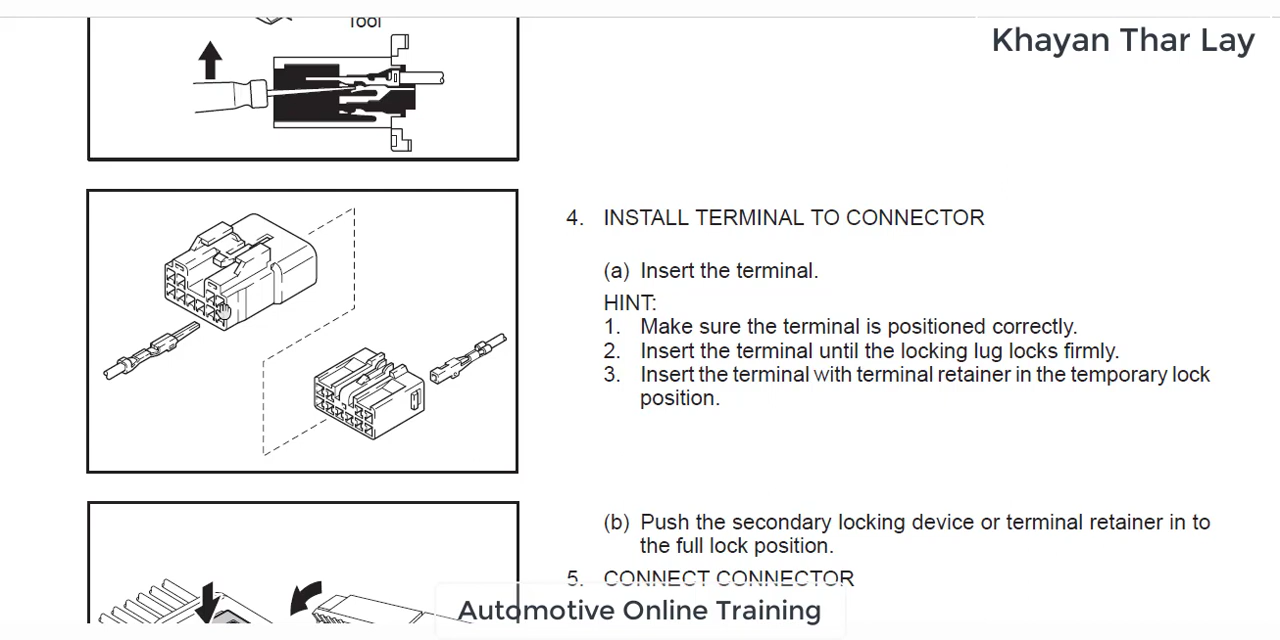 Tool
Khayan Thar Lay
4. INSTALL TERMINAL TO CONNECTOR
(a) Insert the terminal.
HINT:
1. Make sure the terminal is positioned correctly.
2. Insert the terminal until the locking lug locks firmly.
3. Insert the terminal with terminal retainer in the temporary lock
position.
(b) Push the secondary locking device or terminal retainer in to
the full lock position.
5. CONNECT CONNECTOR
Automotive Online Training